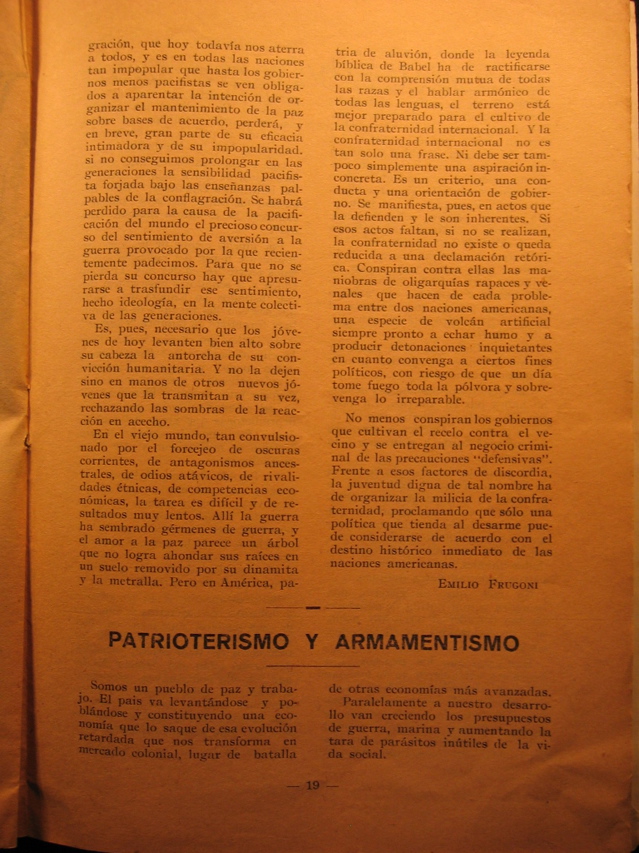 gración, que hoy todavía nos aterra
a todos, y es en todas las naciones
tan impopular que hasta los gobier-
nos menos pacifistas se ven obliga-
dos a aparentar la intención de or-
ganizar el mantenimiento de la paz
sobre bases de acuerdo, perderá, y
en breve, gran parte de su eficacia
intimadora y de su impopularidad.
si no conseguimos prolongar en las
generaciones la sensibilidad pacifis-
ta forjada bajo las enseñanzas pal-
pables de la conflagración. Se habrá
perdido para la causa de la pacifi-
cación del mundo el precioso concur-
so del sentimiento de aversión a la
guerra provocado por la que recien-
temente padecimos. Para que no se
pierda su concurso hay que apresu-
rarse a trasfundir ese sentimiento,
hecho ideología, en la mente colecti-
va de las generaciones.
Es, pues, necesario que los jóve-
nes de hoy levanten bien alto sobre
su cabeza la antorcha de su con-
vicción humanitaria. Y no la dejen
sino en manos de otros nuevos jó-
venes que la transmitan a su vez,
rechazando las sombras de la reac-
ción en acecho.
En el viejo mundo, tan convulsio-
nado por el forcejeo de oscuras
corrientes, de antagonismos ances-
trales, de odios atávicos, de rivali-
dades étnicas, de competencias eco-
nómicas, la tarea es difícil y de re-
sultados muy lentos. Allí la guerra
ha sembrado gérmenes de guerra, y
el amor a la paz parece un árbol
que no logra ahondar sus raíces en
un suelo removido por su dinamita
y la metralla. Pero en América, pa-
tria de aluvión, donde la leyenda
bíblica de Babel ha de ractificarse
con la comprensión mutua de todas
las razas y el hablar armónico de
todas las lenguas, el terreno está
mejor preparado para el cultivo de
la confraternidad internacional. Y la
confraternidad internacional no es
tan solo una frase. Ni debe ser tam-
poco simplemente una aspiración in-
concreta. Es un criterio, una con-
ducta y una orientación de gobier-
no. Se manifiesta, pues, en actos que
la defienden y le son inherentes. Si
esos actos faltan, si no se realizan,
la confraternidad no existe o queda
reducida a una declamación retóri-
ca. Conspiran contra ellas las ma-
niobras de oligarquías rapaces y ve-
nales que hacen de cada proble-
ma entre dos naciones americanas,
una especie de volcán artificial
siempre pronto a echar humo y a
producir detonaciones inquietantes
en cuanto convenga a ciertos fines
políticos, con riesgo de que un día
tome fuego toda la pólvora y sobre-
venga lo irreparable.
No menos conspiran los gobiernos
que cultivan el recelo contra el ve-
cino y se entregan al negocio crimi-
nal de las precauciones "defensivas".
Frente a esos factores de discordia,
la juventud digna de tal nombre ha
de organizar la milicia de la confra-
ternidad, proclamando que sólo una
política que tienda al desarme pue-
de considerarse de acuerdo con el
destino histórico inmediato de las
naciones americanas.
EMILIO FRUGONI
PATRIOTERISMO Y ARMAMENTISMO
Somos un pueblo de paz y traba-
jo. El pais va levantándose y po-
blándose y constituyendo una eco-
nomía que lo saque de esa evolución
retardada que nos transforma en
mercado colonial, lugar de batalla
de otras economías más avanzadas.
Paralelamente a nuestro desarro-
llo van creciendo los presupuestos
de guerra, marina y aumentando la
tara de parásitos inútiles de la vi-
da social.
— 19 —